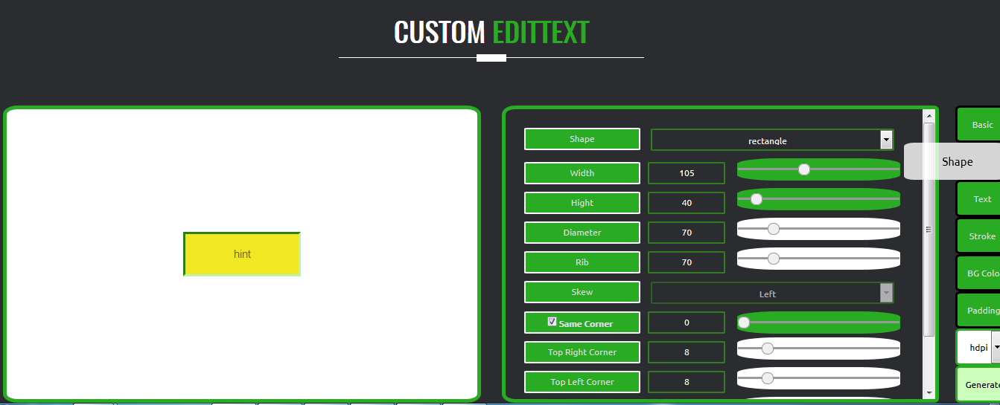 CUSTOM EDITTEXT
hint
Shape
rectangle
Width
105
Hight
40
Diameter
70
Rib
70
Skew
Left
Same Corner
0
Top Right Corner
8
Top Left Corner
8
Basic
Shape
Text
Stroke
BG Colo
Padding
hdpi
Generate